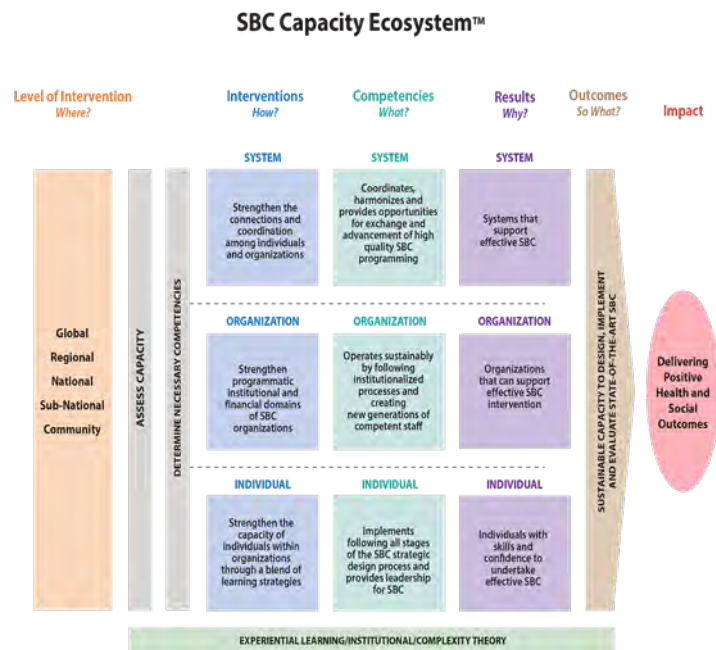 SBC Capacity Ecosystem™
Level of Intervention
Where?
Interventions
How?
Competencies
What?
Results
Why?
Outcomes
So What?
Impact
Global
Regional
National
Sub-National
Community
ASSESS CAPACITY
DETERMINE NECESSARY COMPETENCIES
SYSTEM
Strengthen the
connections and
coordination
among individuals
and organizations
SYSTEM
Coordinates,
harmonizes and
provides opportunities
for exchange and
advancement of high
quality SBC
programming
SYSTEM
Systems that
support
effective SBC
ORGANIZATION
Strengthen
programmatic
institutional and
financial domains
of SBC
organizations
ORGANIZATION
Operates sustainably
by following
institutionalized
processes and
creating
new generations of
competent staff
ORGANIZATION
Organizations
that can support
effective SBC
intervention
INDIVIDUAL
Strengthen the
capacity of
individuals within
organizations
through a blend of
learning strategies
INDIVIDUAL
Implements
following all stages
of the SBC strategic
design process and
provides leadership
for SBC
INDIVIDUAL
Individuals with
skills and
confidence to
undertake
effective SBC
SUSTAINABLE CAPACITY TO DESIGN, IMPLEMENT
AND EVALUATE STATE-OF-THE-ART SBC
Delivering
Positive
Health and
Social
Outcomes
EXPERIENTIAL LEARNING/INSTITUTIONAL/COMPLEXITY THEORY